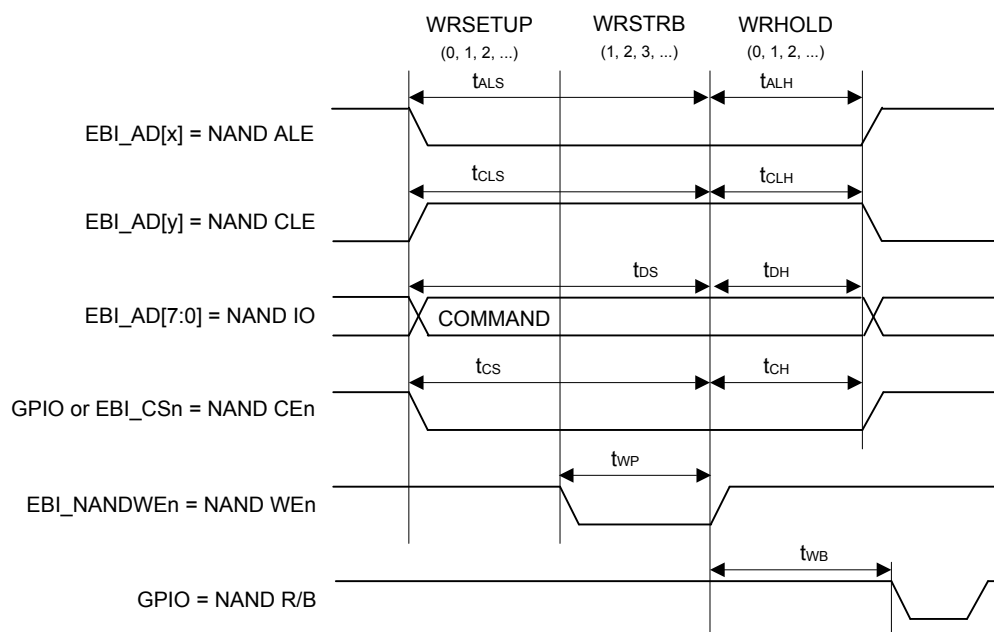 WRSETUP WRSTRB WRHOLD
(0, 1, 2, ...) (1, 2, 3, ...) (0, 1, 2, ...)
tALS tALH
EBI_AD[x] = NAND ALE
tCLS tCLH
EBI_AD[y] = NAND CLE
tDS tDH
EBI_AD[7:0] = NAND IO COMMAND
tCS tCH
GPIO or EBI_CSn = NAND CEn
tWP
EBI_NANDWEn = NAND WEn
tWB
GPIO = NAND R/B